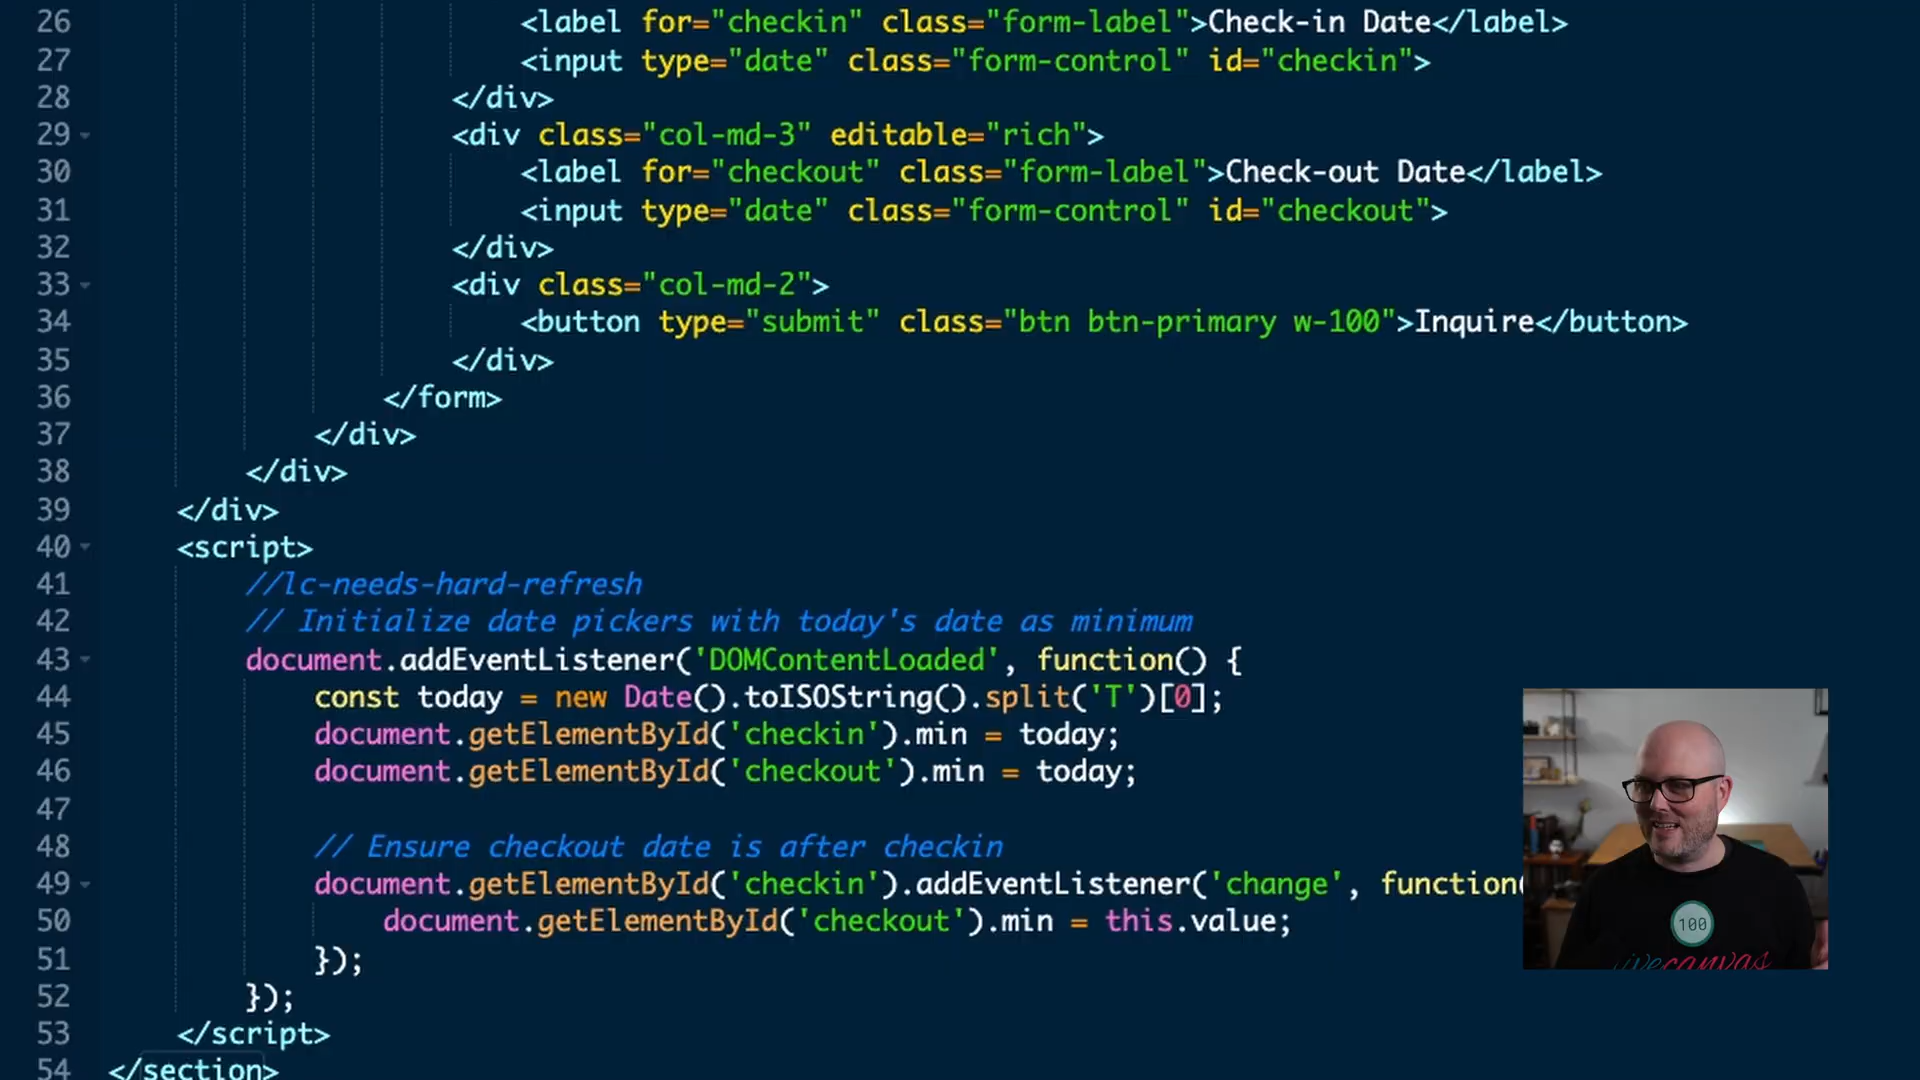 26 <label for="checkin" class="form-label">Check-in Date</label>
27 <input type="date" class="form-control" id="checkin">
28 </div>
29 <div class="col-md-3" editable="rich">
30 <label for="checkout" class="form-label">Check-out Date</label>
31 <input type="date" class="form-control" id="checkout">
32 </div>
33 <div class="col-md-2">
34 <button type="submit" class="btn btn-primary w-100">Inquire</button>
35 </div>
36 </form>
37 </div>
38 </div>
39 </div>
40 <script>
41 //lc-needs-hard-refresh
42 // Initialize date pickers with today's date as minimum
43 document.addEventListener('DOMContentLoaded', function() {
44 const today = new Date().toISOString().split('T')[0];
45 document.getElementById('checkin').min = today;
46 document.getElementById('checkout').min = today;
47
48 // Ensure checkout date is after checkin
49 document.getElementById('checkin').addEventListener('change', function(
50 document.getElementById('checkout').min = this.value;
51 });
52 });
53 </script>
54 </section>
100